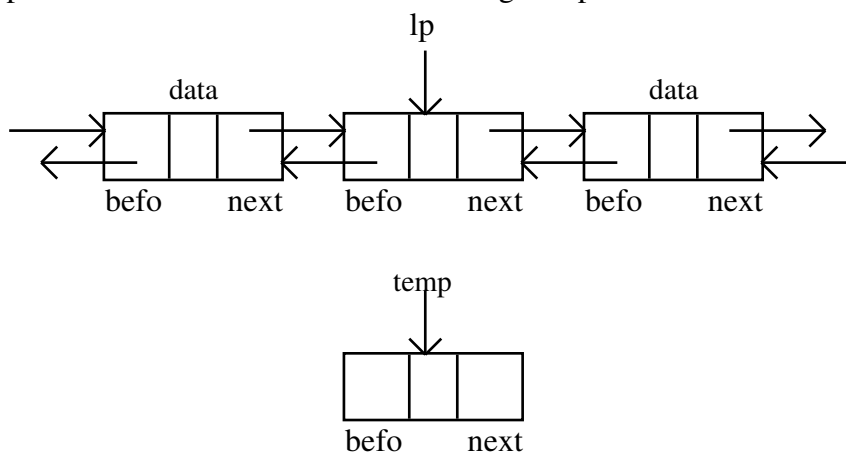 lp
data data
befo next befo next befo next
temp
befo next